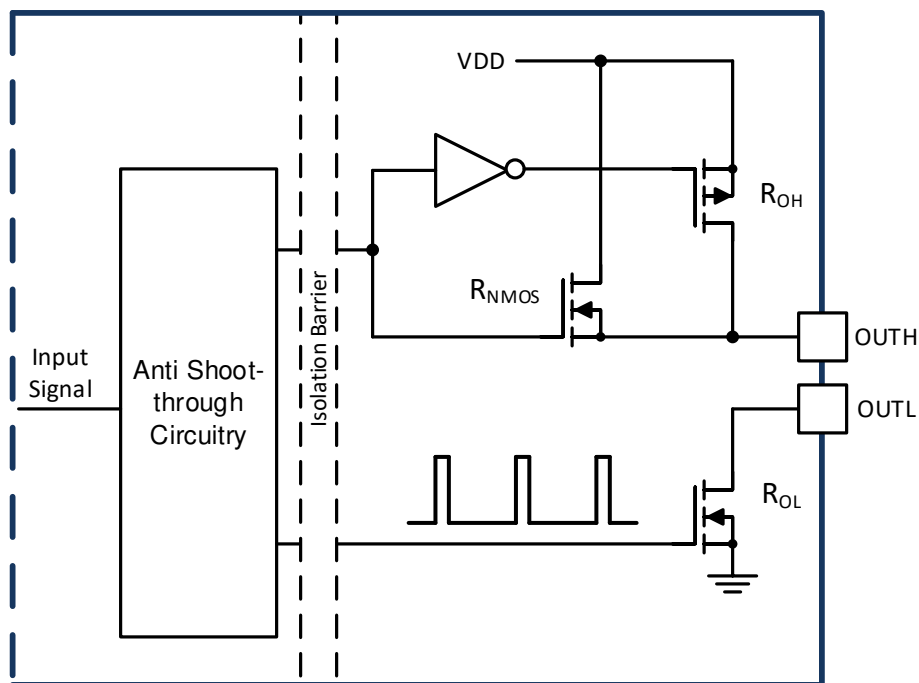 VDD
R_OH
R_NMOS
Isolation Barrier
OUTH
Input
Signal
Anti Shoot-
through
Circuitry
OUTL
R_OL